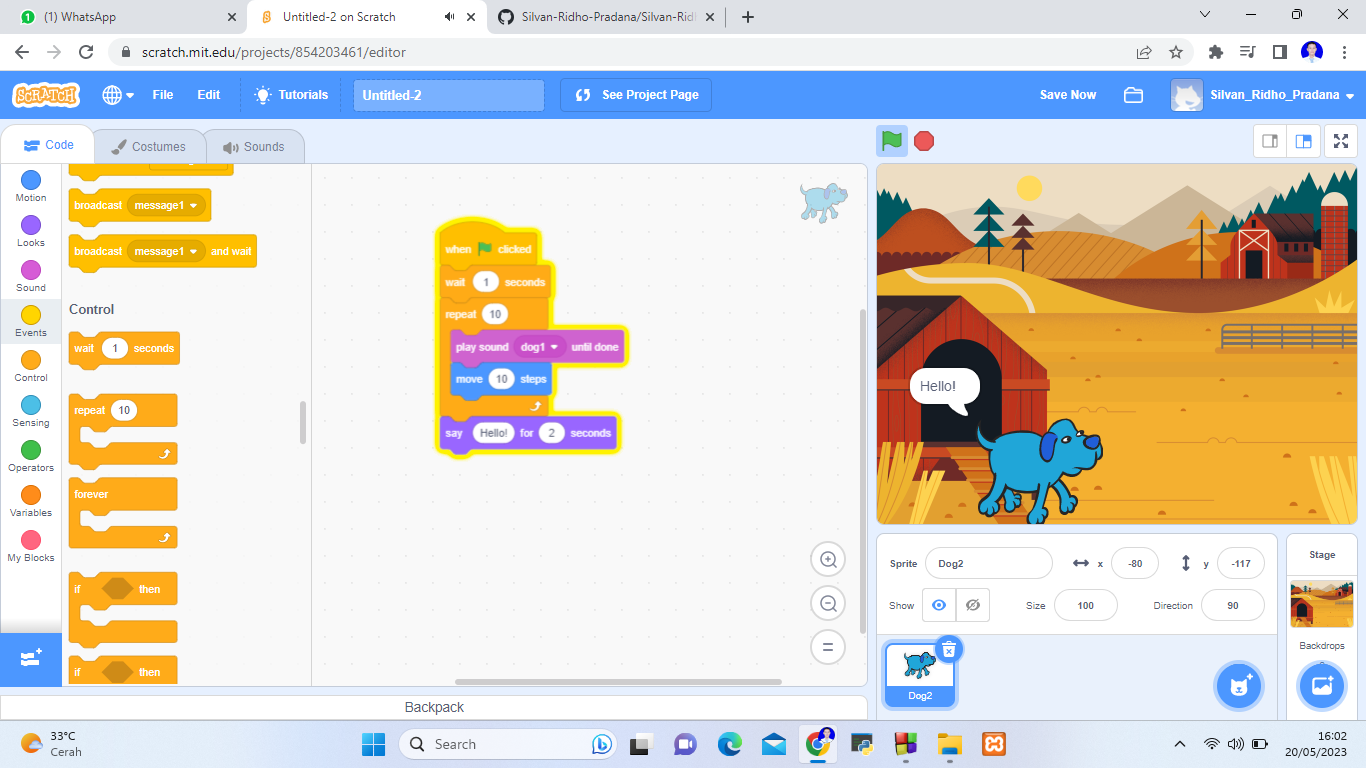 (1) WhatsApp
Untitled-2 on Scratch
Silvan-Ridho-Pradana/Silvan-Rid
scratch.mit.edu/projects/854203461/editor
SCRATCH
File
Edit
Tutorials
Untitled-2
See Project Page
Save Now
Silvan_Ridho_Pradana
Code
Costumes
Sounds
Motion
Looks
Sound
Events
Control
Sensing
Operators
Variables
My Blocks
broadcast message1
broadcast message1 and wait
Control
wait 1 seconds
repeat 10
forever
if then
if then
when clicked
wait 1 seconds
repeat 10
play sound dog1 until done
move 10 steps
say Hello! for 2 seconds
Backpack
Hello!
Sprite Dog2 x -80 y -117
Show Size 100 Direction 90
Dog2
Stage
Backdrops
33°C
Cerah
Search
16:02
20/05/2023